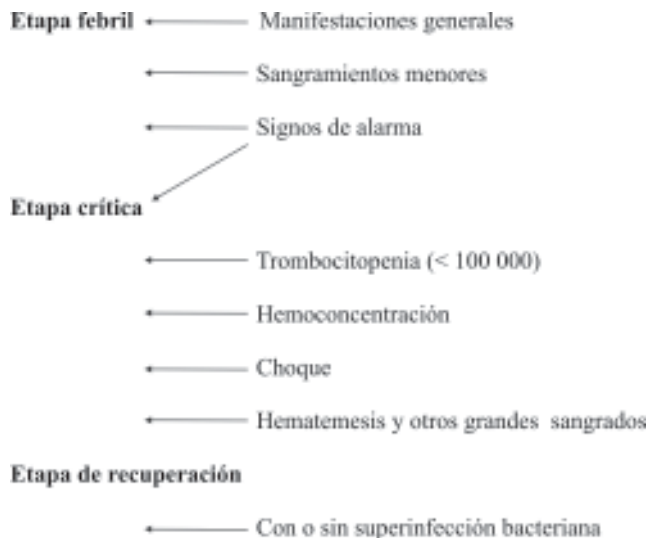 Etapa febril Manifestaciones generales
Sangramientos menores
Signos de alarma
Etapa crítica
Trombocitopenia (< 100 000)
Hemoconcentración
Choque
Hematemesis y otros grandes sangrados
Etapa de recuperación
Con o sin superinfección bacteriana